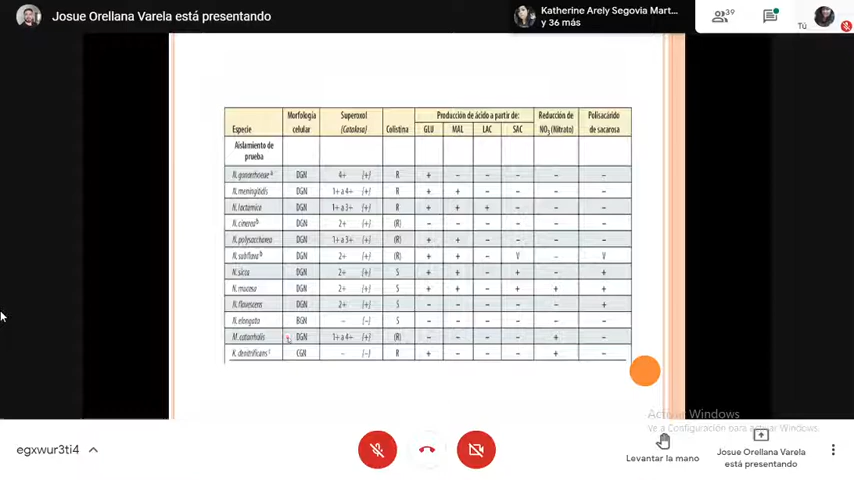 Josue Orellana Varela está presentando
Katherine Arely Segovia Mart...
y 36 más
39
Tú
Especie
Morfología
celular
Superoxol
(Catalasa)
Colistina
Producción de ácido a partir de:
GLU MAL LAC SAC
Reducción de
NO3 (Nitrato)
Polisacárido
de sacarosa
Aislamiento de
prueba
N. gonorrhoeae a DGN 4+ (+) R + – – – – –
N. meningitidis DGN 1+ a 4+ (+) R + + – – – –
N. lactamica DGN 1+ a 3+ (+) R + + + – – –
N. cinerea b DGN 2+ (+) (R) – – – – – –
N. polysaccharea DGN 1+ a 3+ (+) (R) + + – – – –
N. subflava b DGN 2+ (+) (R) + + – V – V
N. sicca DGN 2+ (+) S + + – + – +
N. mucosa DGN 2+ (+) S + + – + + +
N. flavescens DGN 2+ (+) S – – – – – +
N. elongata BGN – (–) S – – – – – –
M. catarrhalis DGN 1+ a 4+ (+) (R) – – – – + –
K. denitrificans CGN – (–) R + – – – + –
Activar Windows
Ve a Configuración para activar Windows.
egxwur3ti4
Levantar la mano
Josue Orellana Varela
está presentando